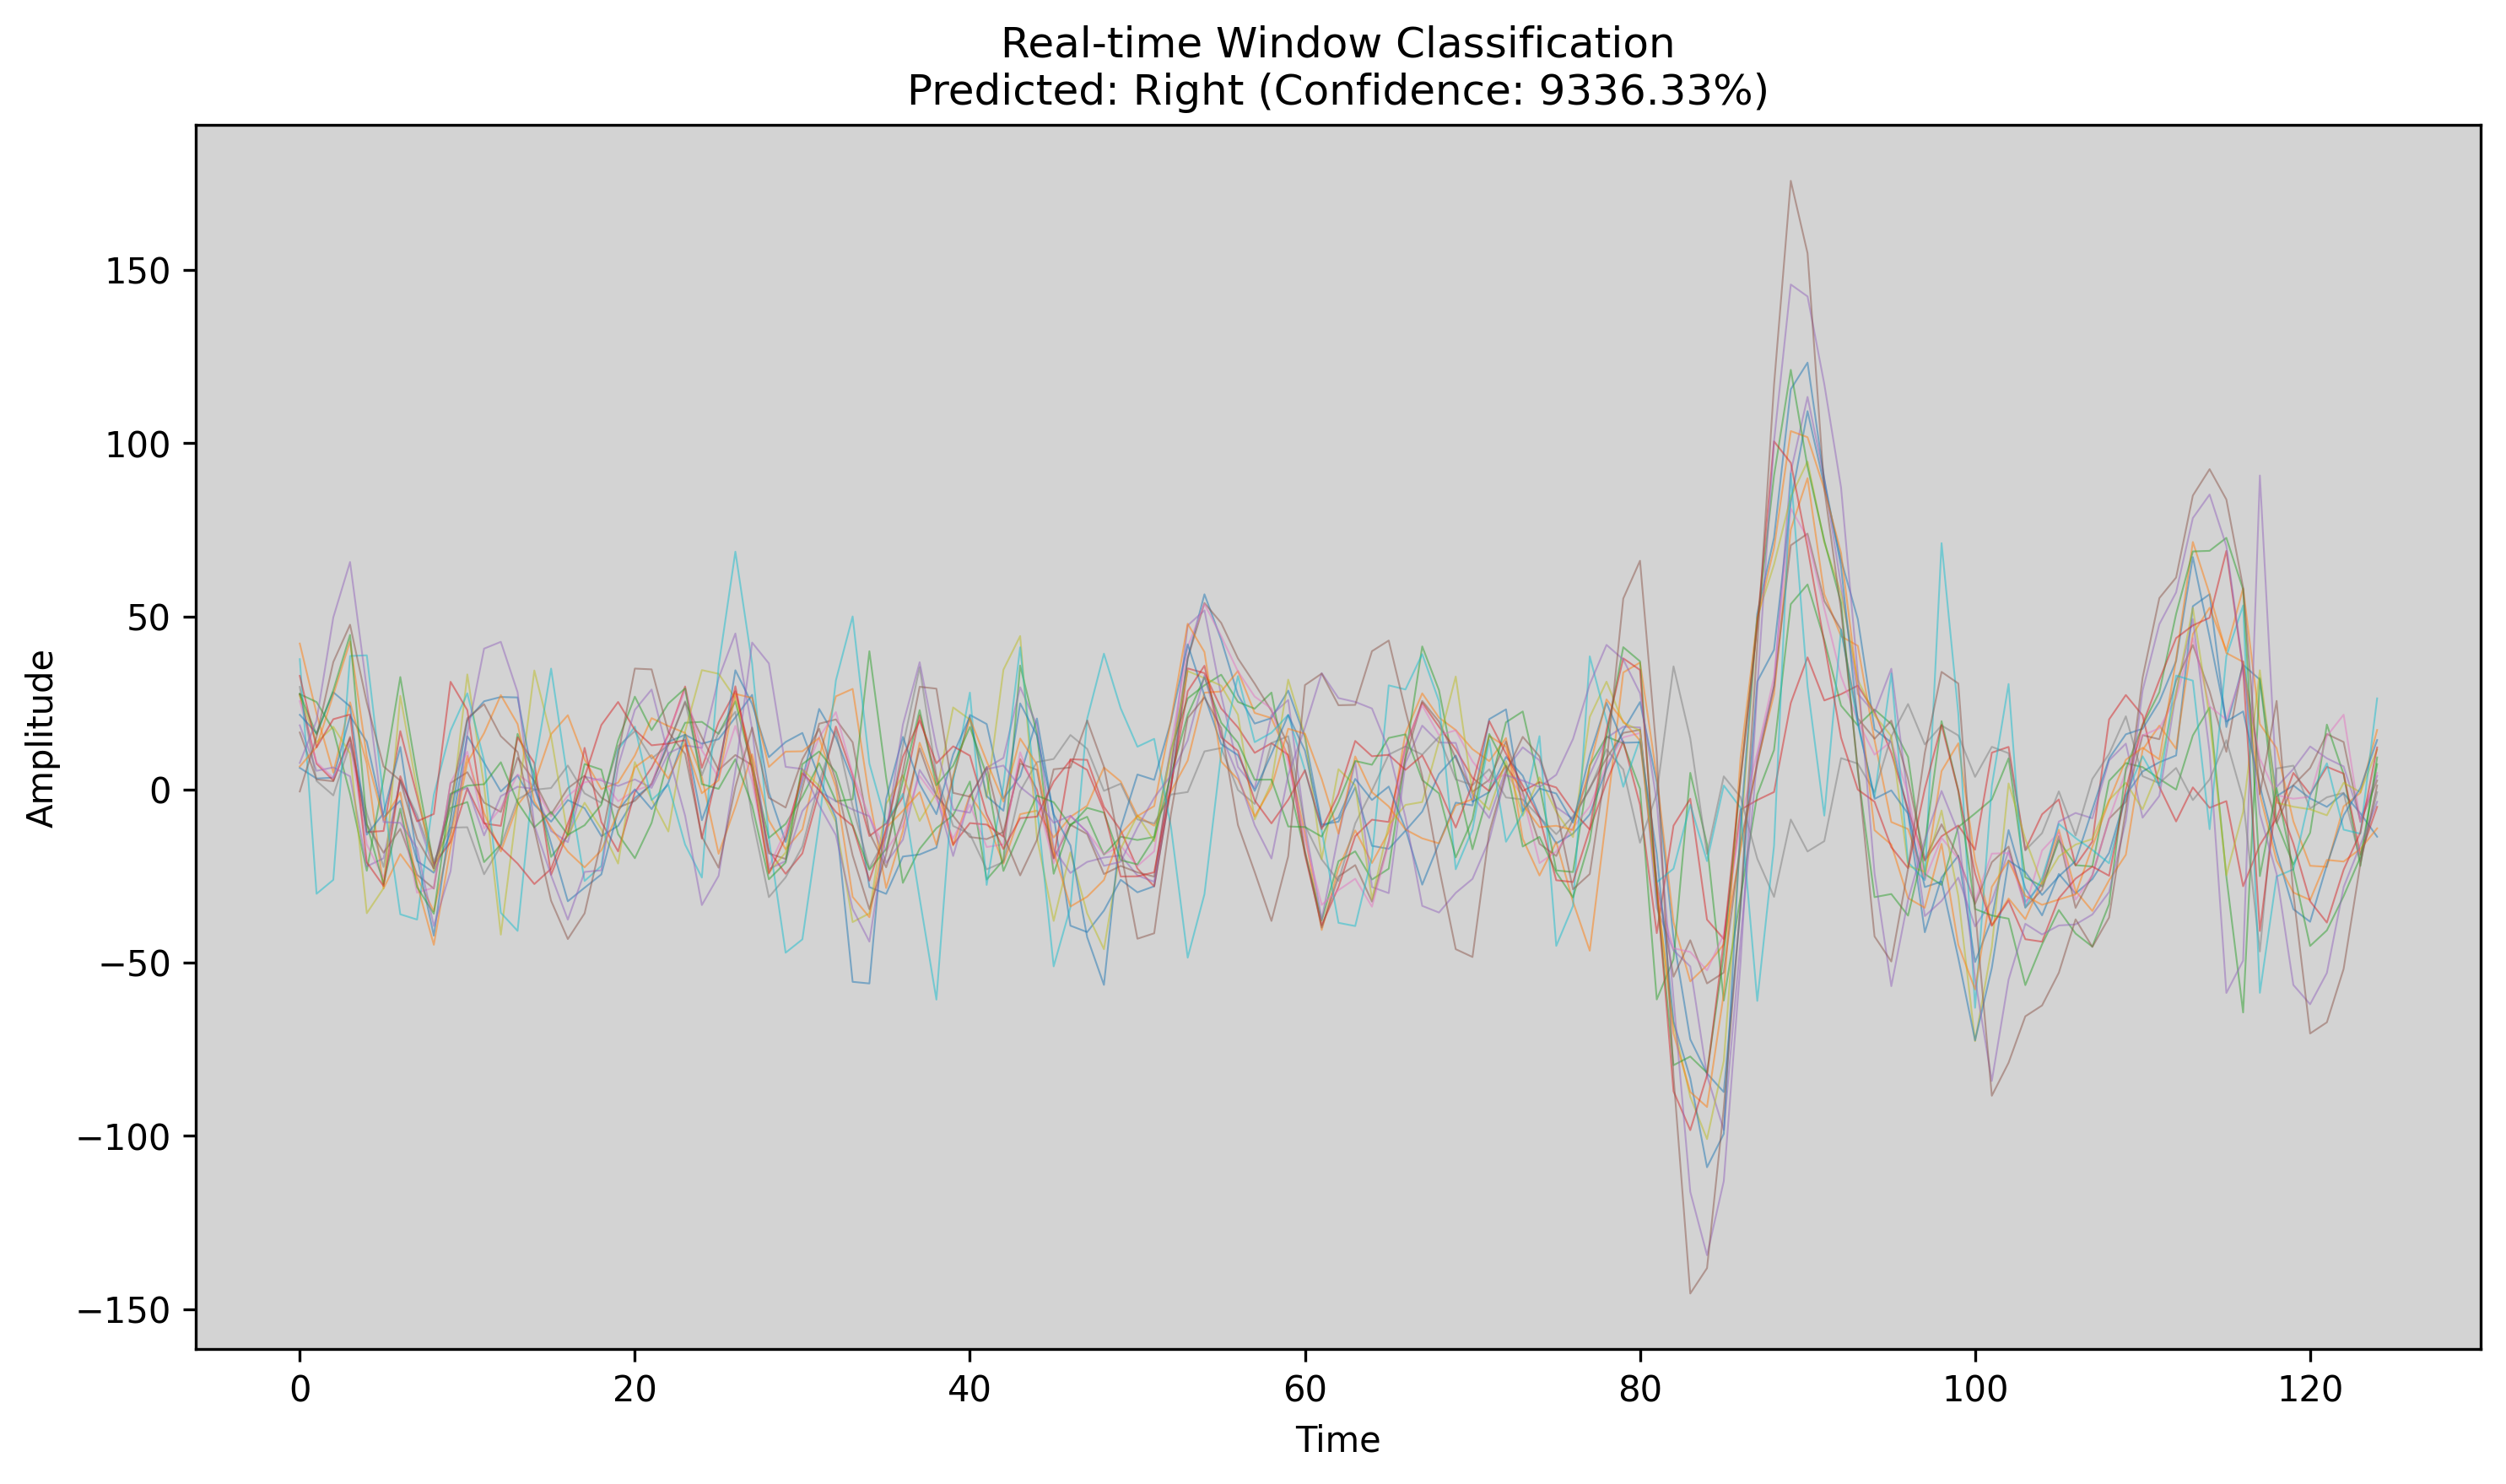 Real-time Window Classification
Predicted: Right (Confidence: 9336.33%)
Amplitude
150
100
50
0
−50
−100
−150
0 20 40 60 80 100 120
Time